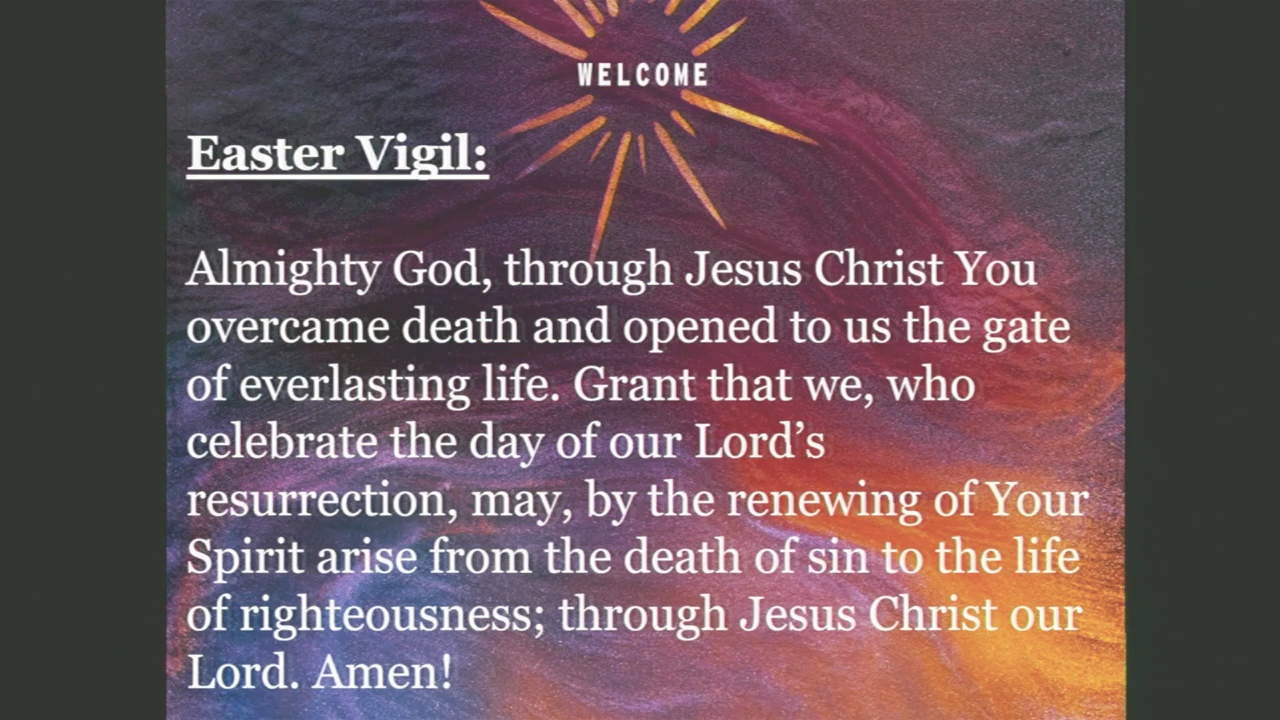 WELCOME
Easter Vigil:
Almighty God, through Jesus Christ You
overcame death and opened to us the gate
of everlasting life. Grant that we, who
celebrate the day of our Lord’s
resurrection, may, by the renewing of Your
Spirit arise from the death of sin to the life
of righteousness; through Jesus Christ our
Lord. Amen!